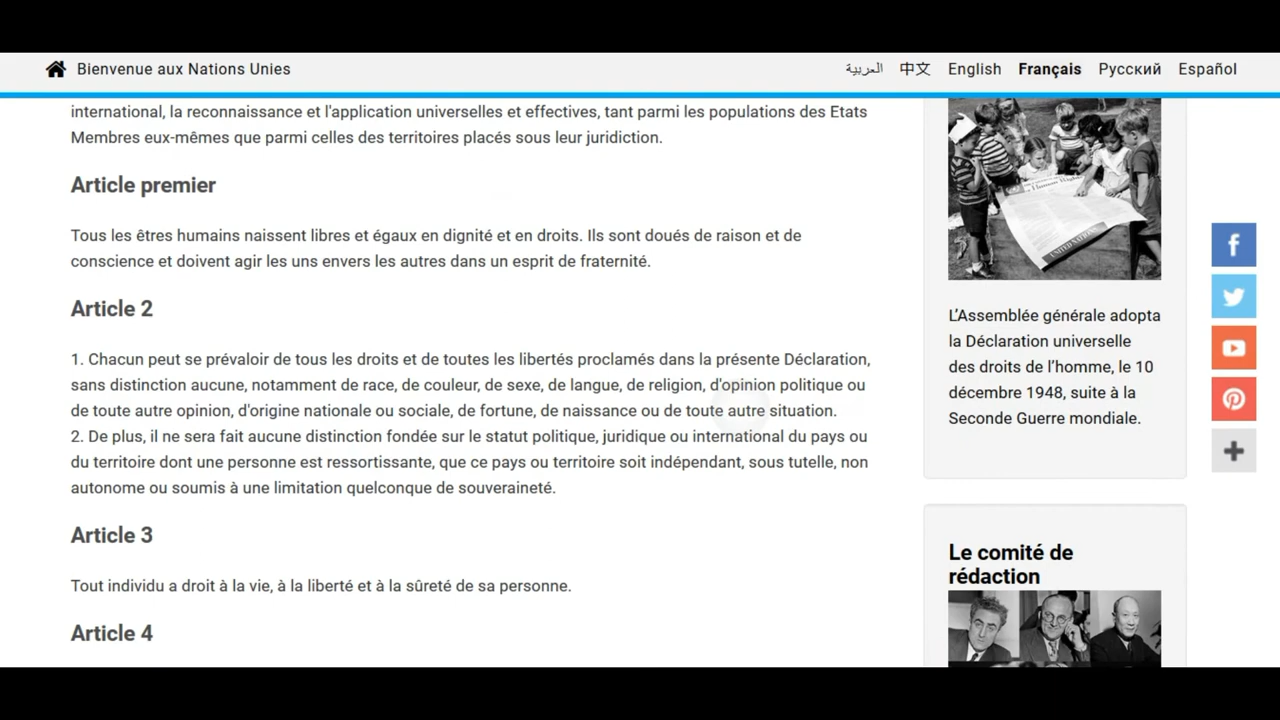 Bienvenue aux Nations Unies
العربية 中文 English Français Русский Español
international, la reconnaissance et l'application universelles et effectives, tant parmi les populations des Etats
Membres eux-mêmes que parmi celles des territoires placés sous leur juridiction.
Article premier
Tous les êtres humains naissent libres et égaux en dignité et en droits. Ils sont doués de raison et de
conscience et doivent agir les uns envers les autres dans un esprit de fraternité.
Article 2
1. Chacun peut se prévaloir de tous les droits et de toutes les libertés proclamés dans la présente Déclaration,
sans distinction aucune, notamment de race, de couleur, de sexe, de langue, de religion, d'opinion politique ou
de toute autre opinion, d'origine nationale ou sociale, de fortune, de naissance ou de toute autre situation.
2. De plus, il ne sera fait aucune distinction fondée sur le statut politique, juridique ou international du pays ou
du territoire dont une personne est ressortissante, que ce pays ou territoire soit indépendant, sous tutelle, non
autonome ou soumis à une limitation quelconque de souveraineté.
Article 3
Tout individu a droit à la vie, à la liberté et à la sûreté de sa personne.
Article 4
Human Rights
UNITED NATIONS
L'Assemblée générale adopta
la Déclaration universelle
des droits de l'homme, le 10
décembre 1948, suite à la
Seconde Guerre mondiale.
Le comité de
rédaction